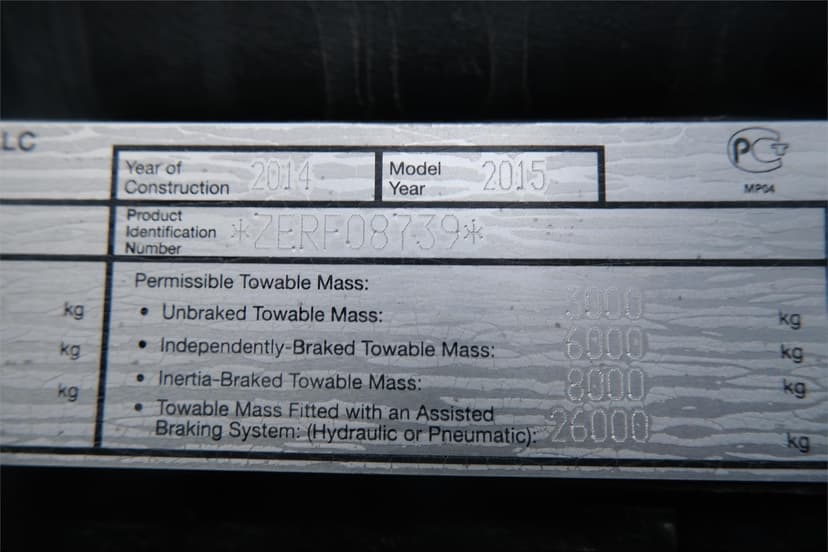 LC
Year of Construction 2014 Model Year 2015
PCT
MP04
Product Identification Number *ZERF08739*
Permissible Towable Mass:
kg • Unbraked Towable Mass: 3000 kg
kg • Independently-Braked Towable Mass: 6000 kg
kg • Inertia-Braked Towable Mass: 8000 kg
• Towable Mass Fitted with an Assisted
Braking System: (Hydraulic or Pneumatic): 26000 kg